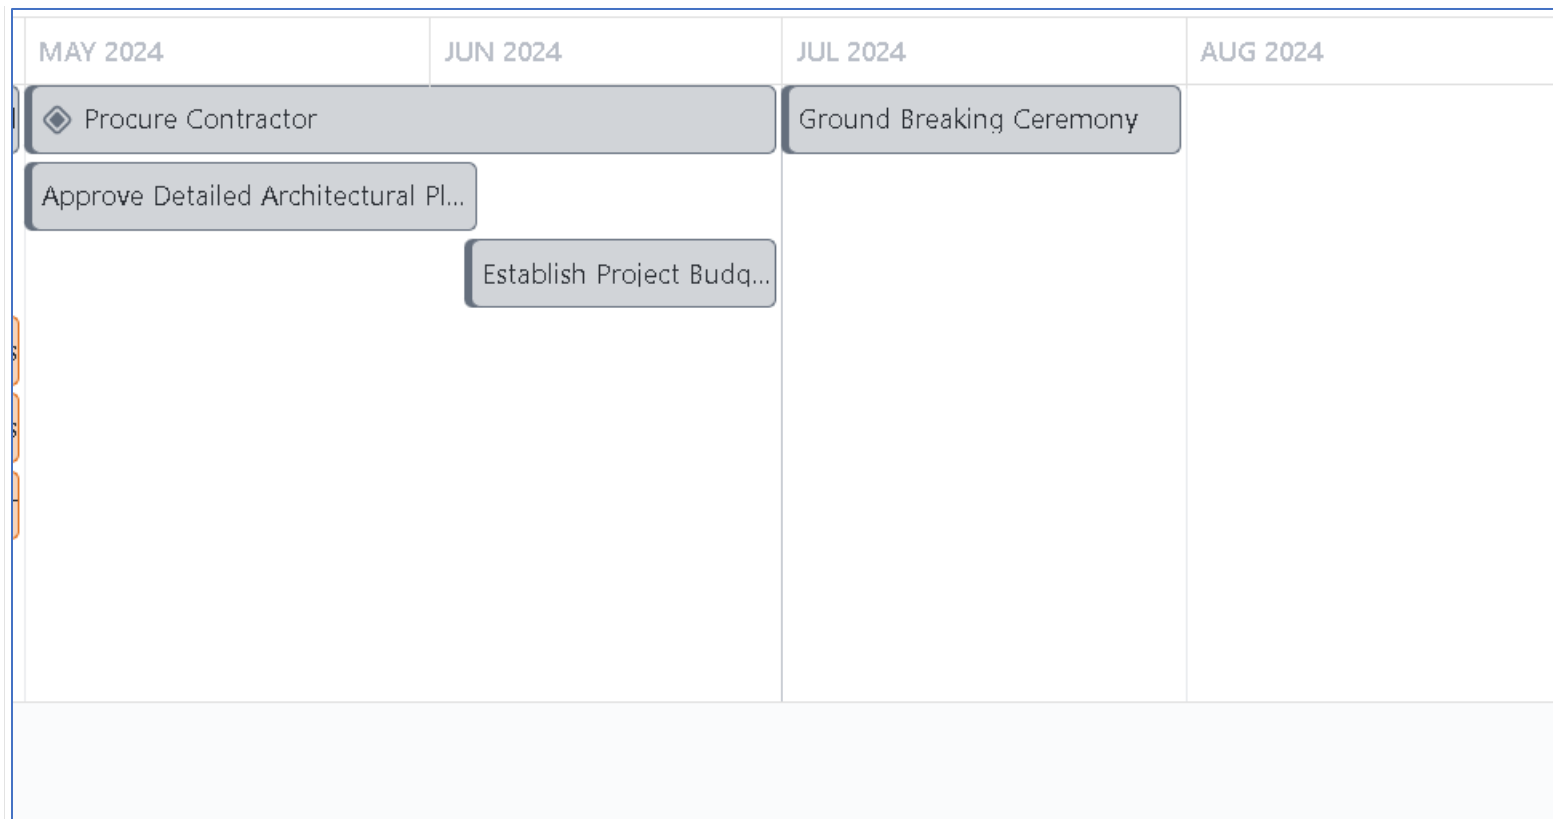 MAY 2024 JUN 2024 JUL 2024 AUG 2024
Procure Contractor Ground Breaking Ceremony
Approve Detailed Architectural Pl...
Establish Project Budg...